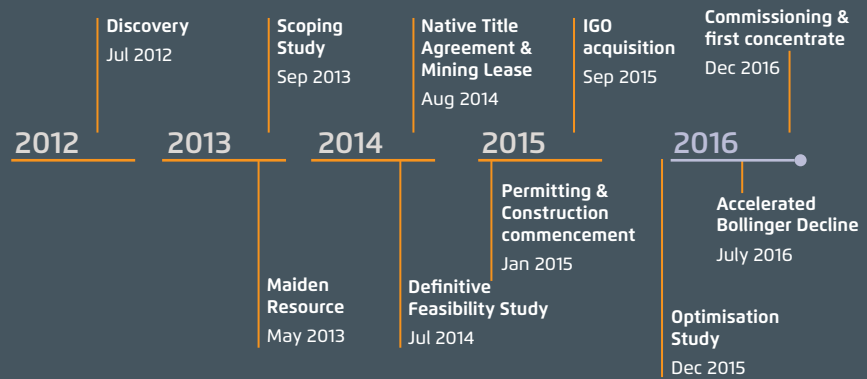 Discovery
Jul 2012
Scoping
Study
Sep 2013
Native Title
Agreement &
Mining Lease
Aug 2014
IGO
acquisition
Sep 2015
Commissioning &
first concentrate
Dec 2016
2012
2013
2014
2015
2016
Maiden
Resource
May 2013
Definitive
Feasibility Study
Jul 2014
Permitting &
Construction
commencement
Jan 2015
Optimisation
Study
Dec 2015
Accelerated
Bollinger Decline
July 2016